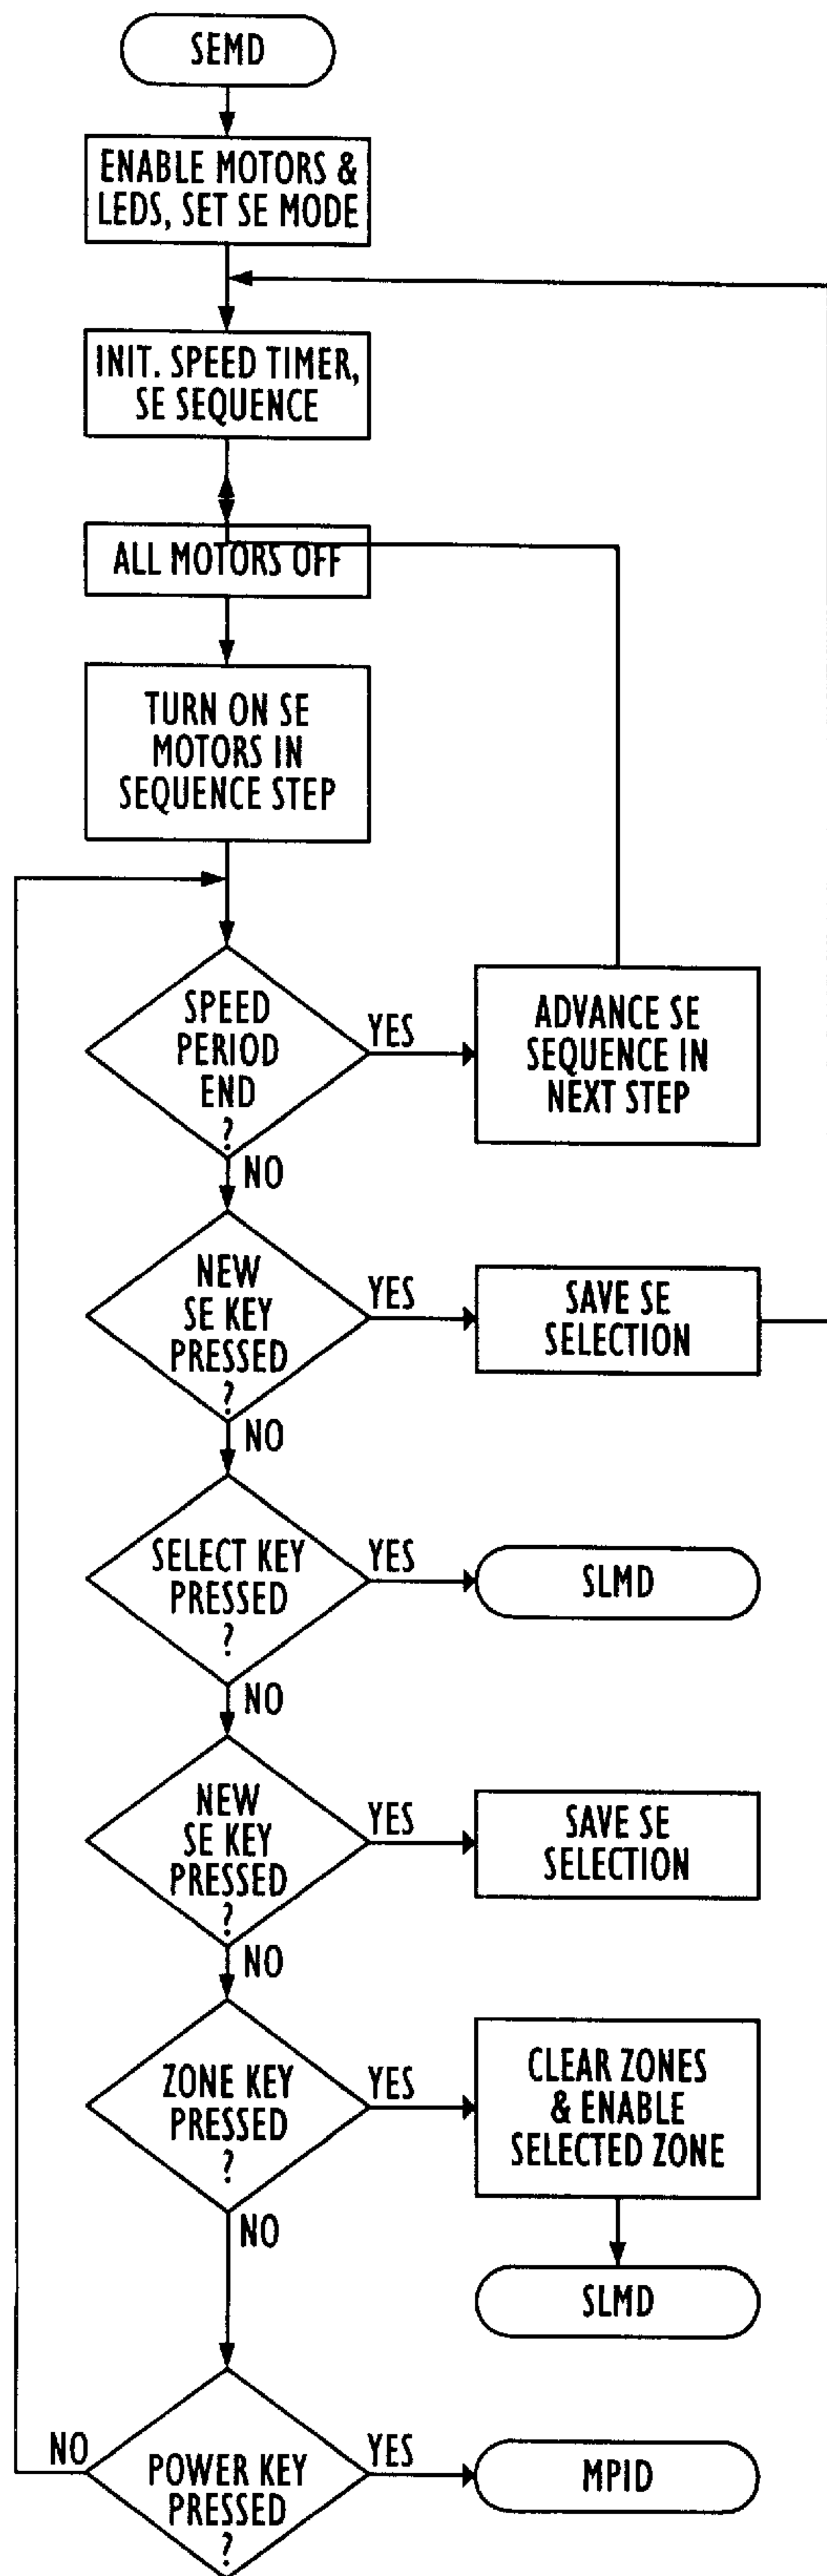 SEMD
ENABLE MOTORS &
LEDS, SET SE MODE
INIT. SPEED TIMER,
SE SEQUENCE
ALL MOTORS OFF
TURN ON SE
MOTORS IN
SEQUENCE STEP
SPEED
PERIOD
END
?
YES
NO
ADVANCE SE
SEQUENCE IN
NEXT STEP
NEW
SE KEY
PRESSED
?
YES
NO
SAVE SE
SELECTION
SELECT KEY
PRESSED
?
YES
NO
SLMD
NEW
SE KEY
PRESSED
?
YES
NO
SAVE SE
SELECTION
ZONE KEY
PRESSED
?
YES
NO
CLEAR ZONES
& ENABLE
SELECTED ZONE
SLMD
NO
POWER KEY
PRESSED
?
YES
MPID